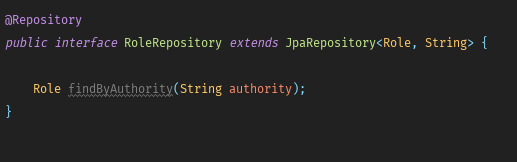 @Repository
public interface RoleRepository extends JpaRepository<Role, String> {
Role findByAuthority(String authority);
}